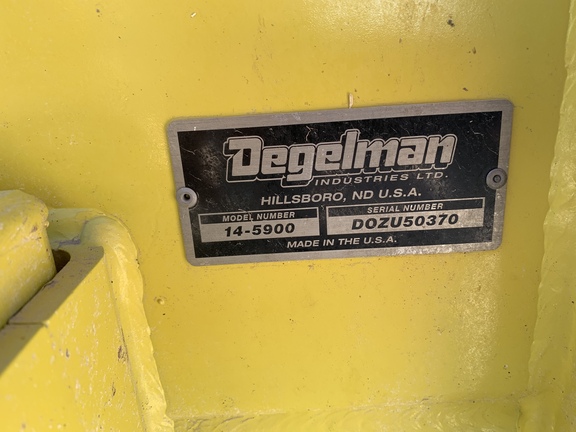 Degelman
INDUSTRIES LTD.
HILLSBORO, ND U.S.A.
MODEL NUMBER SERIAL NUMBER
14-5900 DOZU50370
MADE IN THE U.S.A.